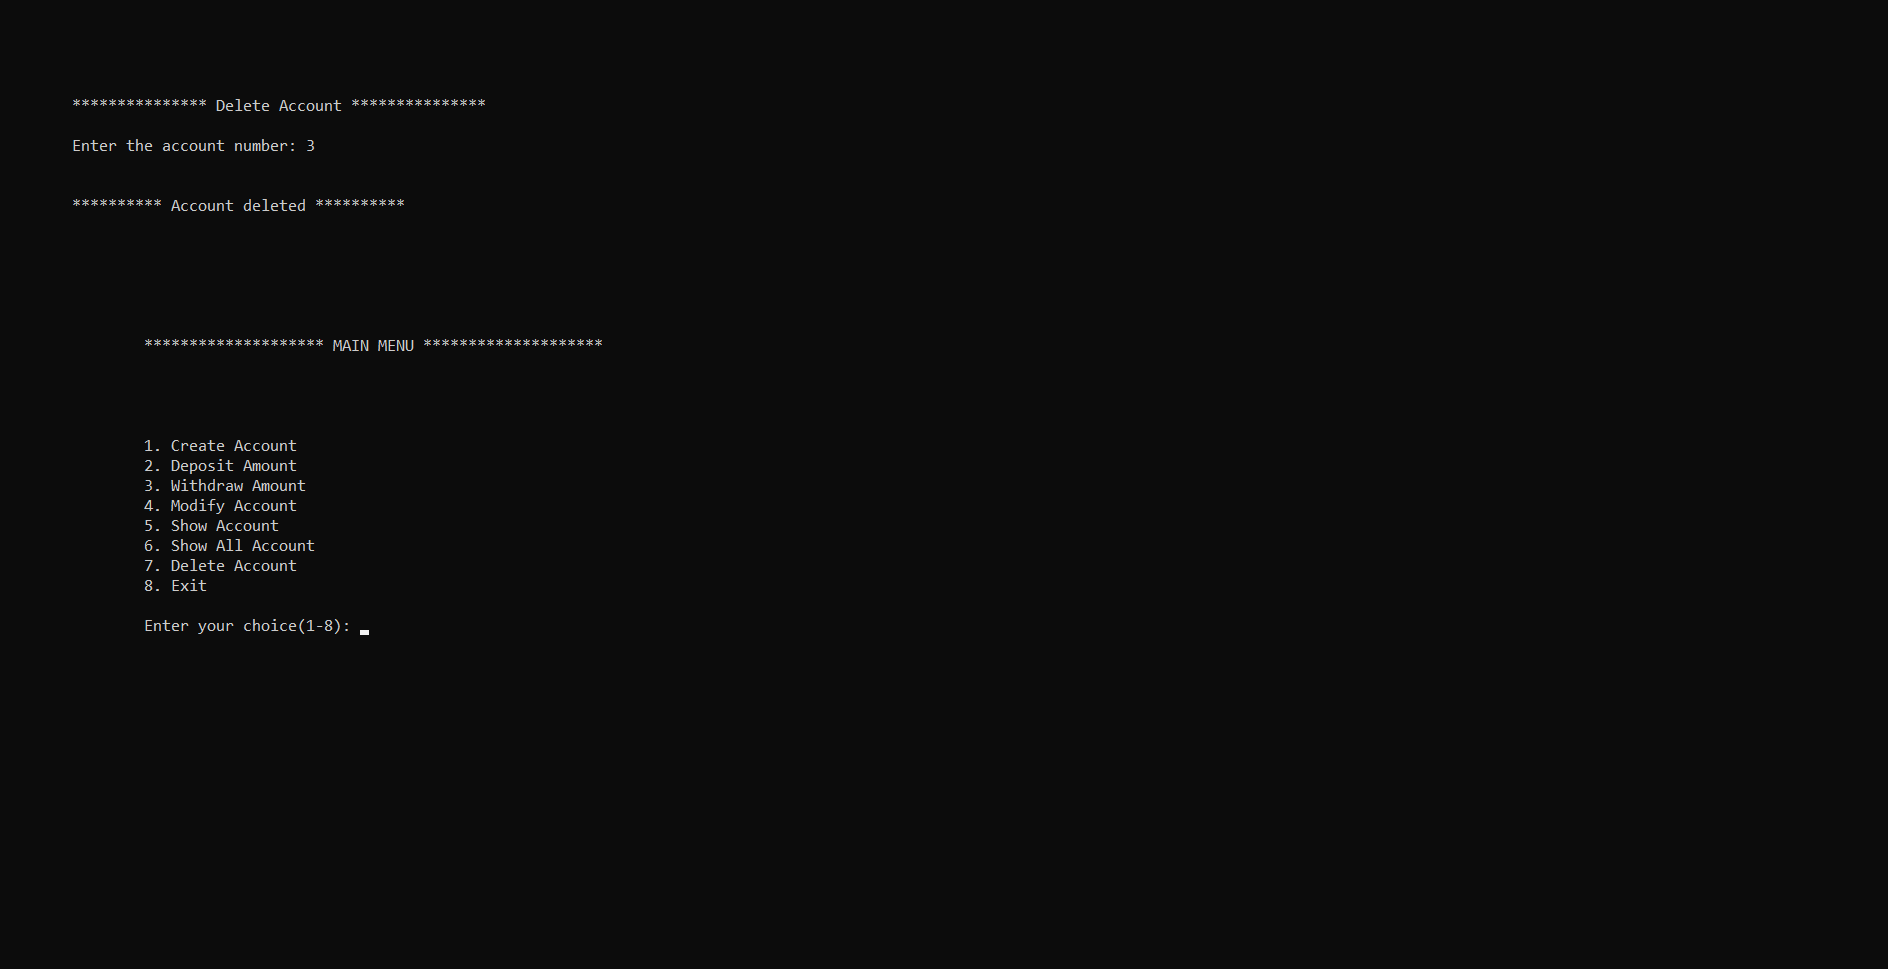 *************** Delete Account ***************
Enter the account number: 3
********** Account deleted **********
******************** MAIN MENU ********************
1. Create Account
2. Deposit Amount
3. Withdraw Amount
4. Modify Account
5. Show Account
6. Show All Account
7. Delete Account
8. Exit
Enter your choice(1-8):